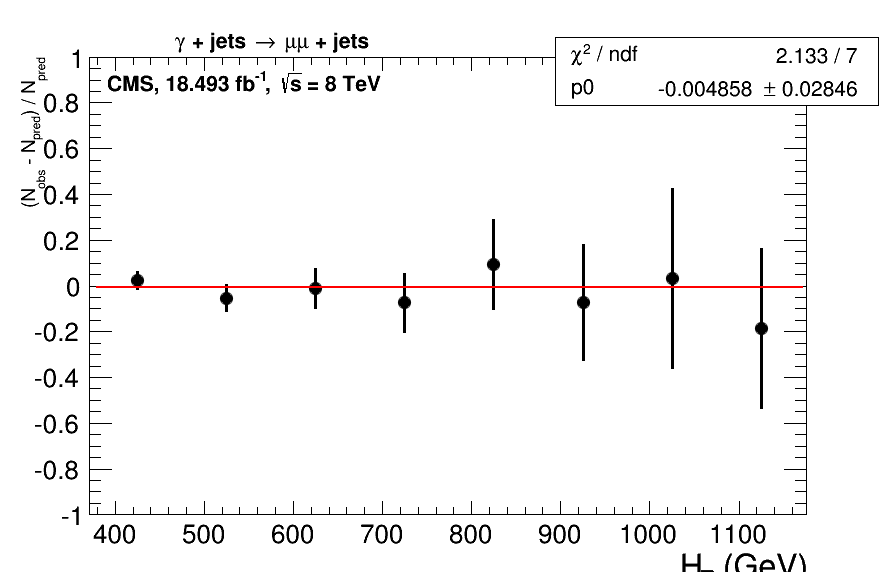 γ + jets → μμ + jets
χ² / ndf 2.133 / 7
p0 -0.004858 ± 0.02846
CMS, 18.493 fb⁻¹, √s = 8 TeV
(N_obs - N_pred) / N_pred
1
0.8
0.6
0.4
0.2
0
-0.2
-0.4
-0.6
-0.8
-1
400 500 600 700 800 900 1000 1100
(GeV)